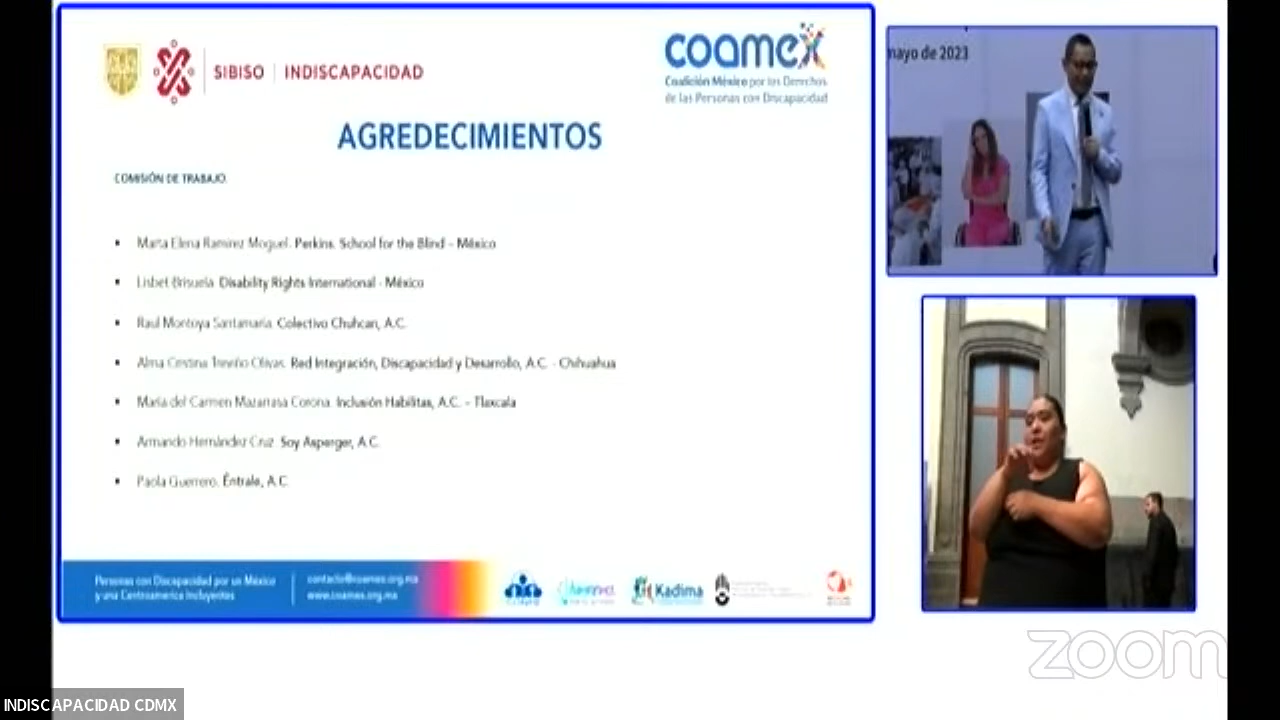 SIBISO | INDISCAPACIDAD
coamex
Coalición México por los Derechos
de las Personas con Discapacidad
AGREDECIMIENTOS
COMISIÓN DE TRABAJO.
• Marta Elena Ramírez Moguel. Perkins. School for the Blind - México
• Lisbet Brisuela. Disability Rights International - México
• Raúl Montoya Santamaría. Colectivo Chuhcan, A.C.
• Alma Cristina Treviño Olivas. Red Integración, Discapacidad y Desarrollo, A.C. - Chihuahua
• María del Carmen Mazarrasa Corona. Inclusión Habilitas, A.C. - Tlaxcala
• Armando Hernández Cruz. Soy Asperger, A.C.
• Paola Guerrero. Éntrale, A.C.
Personas con Discapacidad por un México
y una Centroamerica Incluyentes
contacto@coamex.org.mx
www.coamex.org.mx
Kadima
mayo de 2023
zoom
INDISCAPACIDAD CDMX